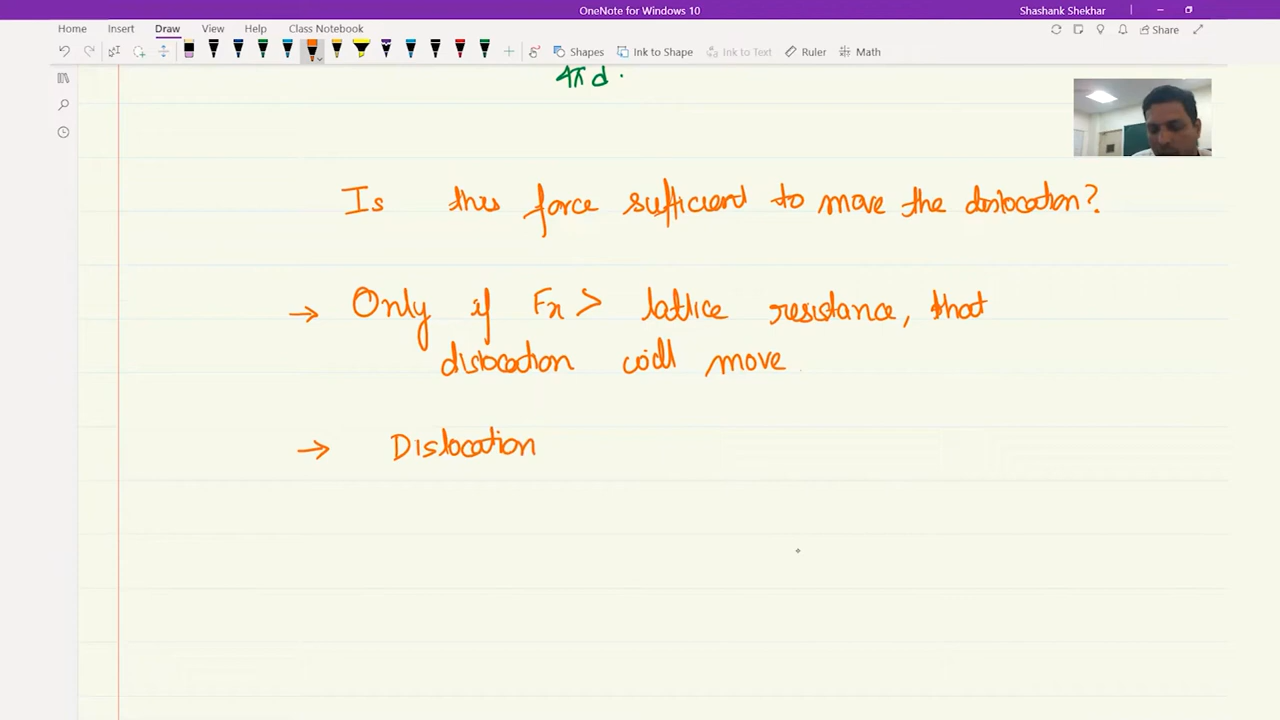 OneNote for Windows 10
Shashank Shekhar
Home Insert Draw View Help Class Notebook
Share
Shapes Ink to Shape Ink to Text Ruler Math
4π d
Is this force sufficient to move the dislocation?
→ Only if Fx > lattice resistance, that
dislocation will move
→ Dislocation